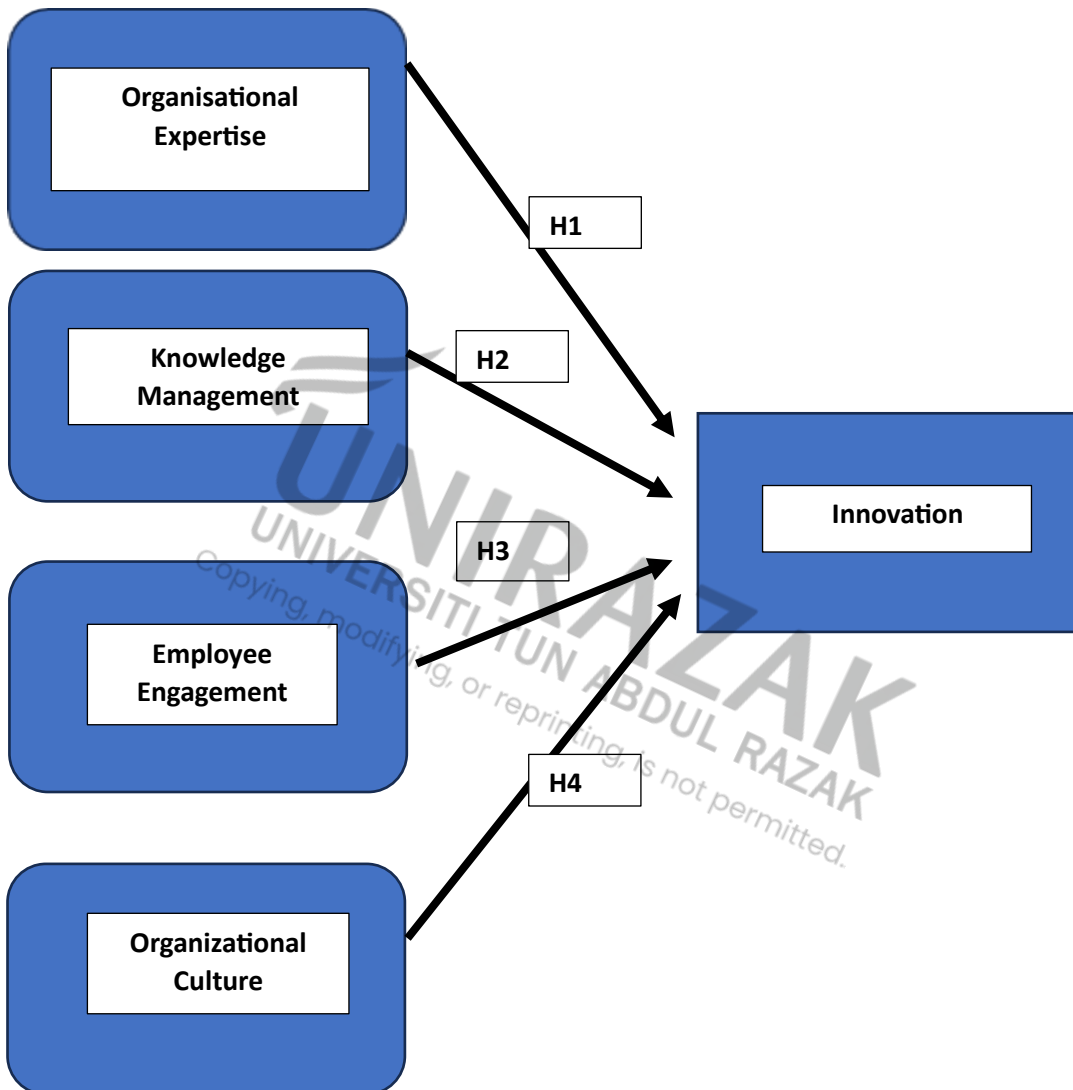 Organisational
Expertise
H1
Knowledge
Management
H2
Innovation
H3
Employee
Engagement
H4
Organizational
Culture
UNIRAZAK
UNIVERSITI TUN ABDUL RAZAK
Copying, modifying, or reprinting, is not permitted.